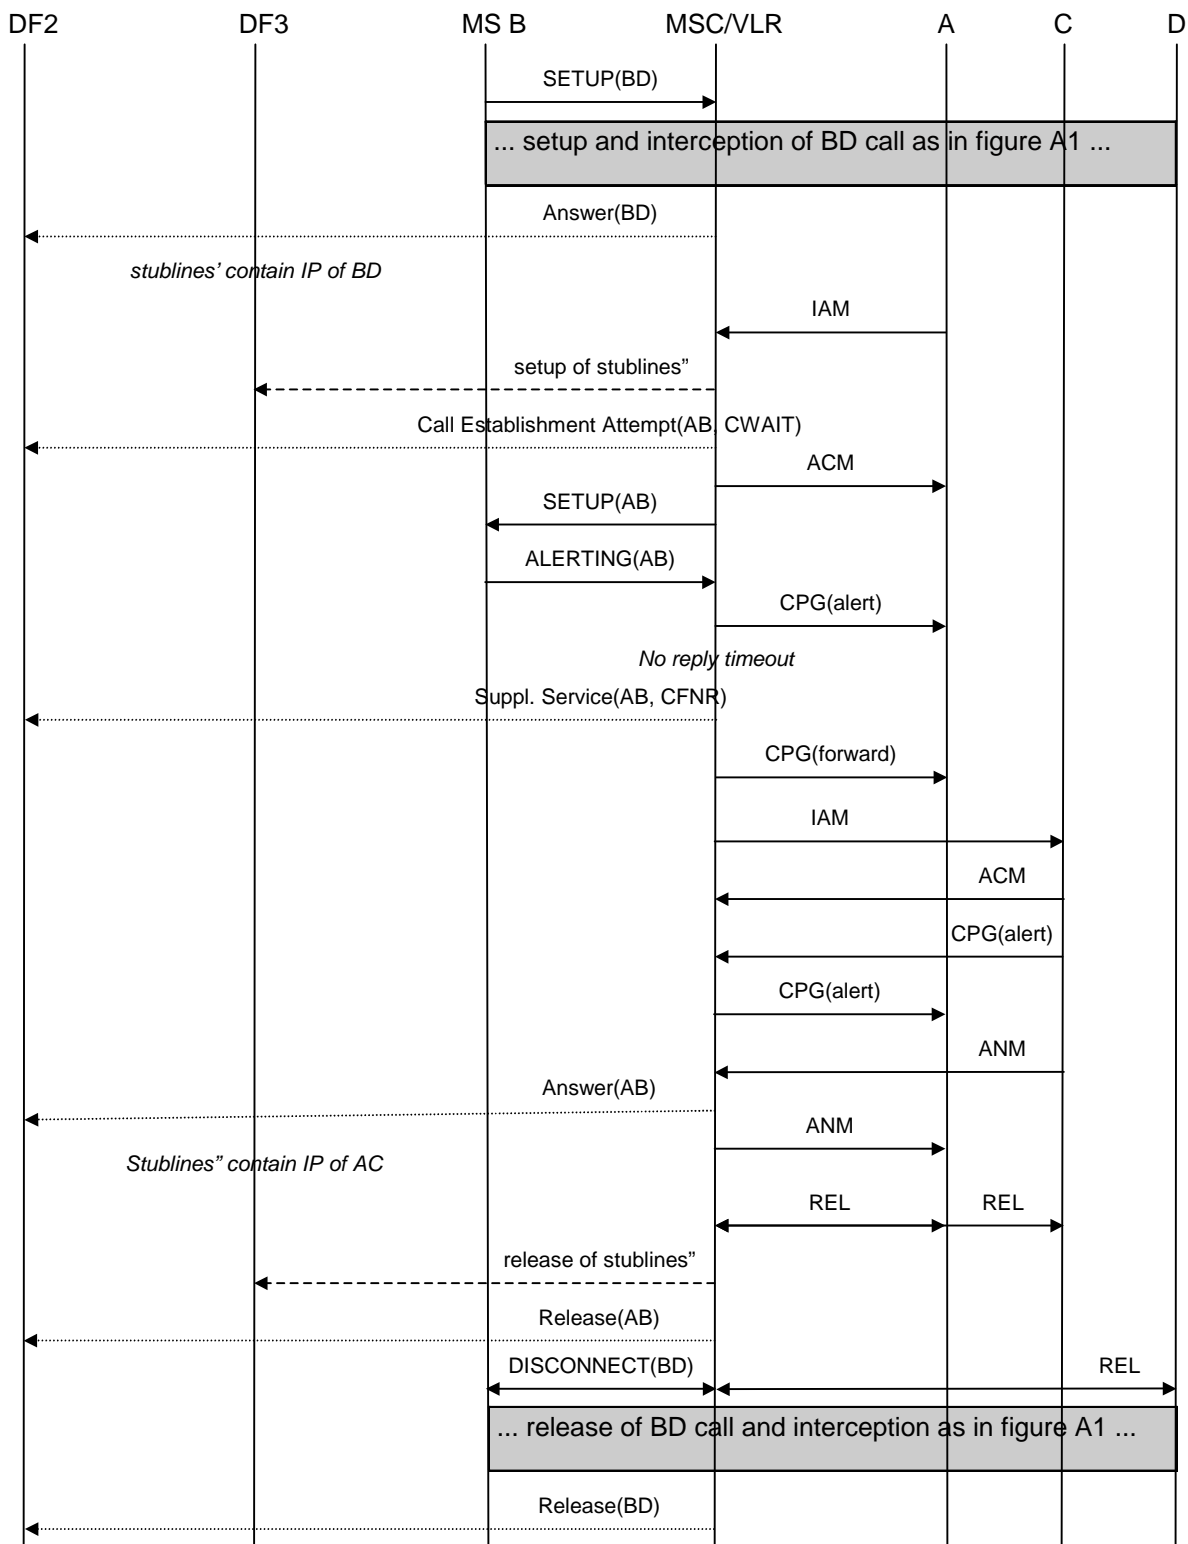 DF2 DF3 MS B MSC/VLR A C D
SETUP(BD)
... setup and interception of BD call as in figure A1 ...
Answer(BD)
stublines’ contain IP of BD
IAM
setup of stublines”
Call Establishment Attempt(AB, CWAIT)
ACM
SETUP(AB)
ALERTING(AB)
CPG(alert)
No reply timeout
Suppl. Service(AB, CFNR)
CPG(forward)
IAM
ACM
CPG(alert)
CPG(alert)
ANM
Answer(AB)
ANM
Stublines” contain IP of AC
REL REL
release of stublines”
Release(AB)
DISCONNECT(BD) REL
... release of BD call and interception as in figure A1 ...
Release(BD)